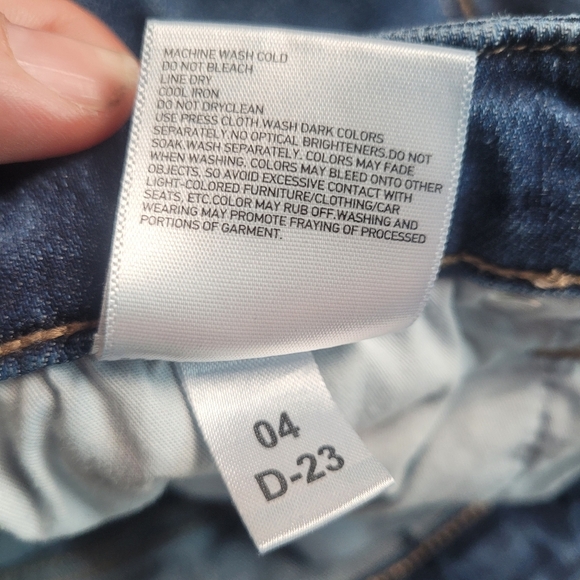 MACHINE WASH COLD
DO NOT BLEACH
LINE DRY
COOL IRON
DO NOT DRYCLEAN
USE PRESS CLOTH.WASH DARK COLORS
SEPARATELY.NO OPTICAL BRIGHTENERS.DO NOT
SOAK.WASH SEPARATELY. COLORS MAY FADE
WHEN WASHING. COLORS MAY BLEED ONTO OTHER
OBJECTS, SO AVOID EXCESSIVE CONTACT WITH
LIGHT-COLORED FURNITURE/CLOTHING/CAR
SEATS, ETC.COLOR MAY RUB OFF.WASHING AND
WEARING MAY PROMOTE FRAYING OF PROCESSED
PORTIONS OF GARMENT.
04
D-23